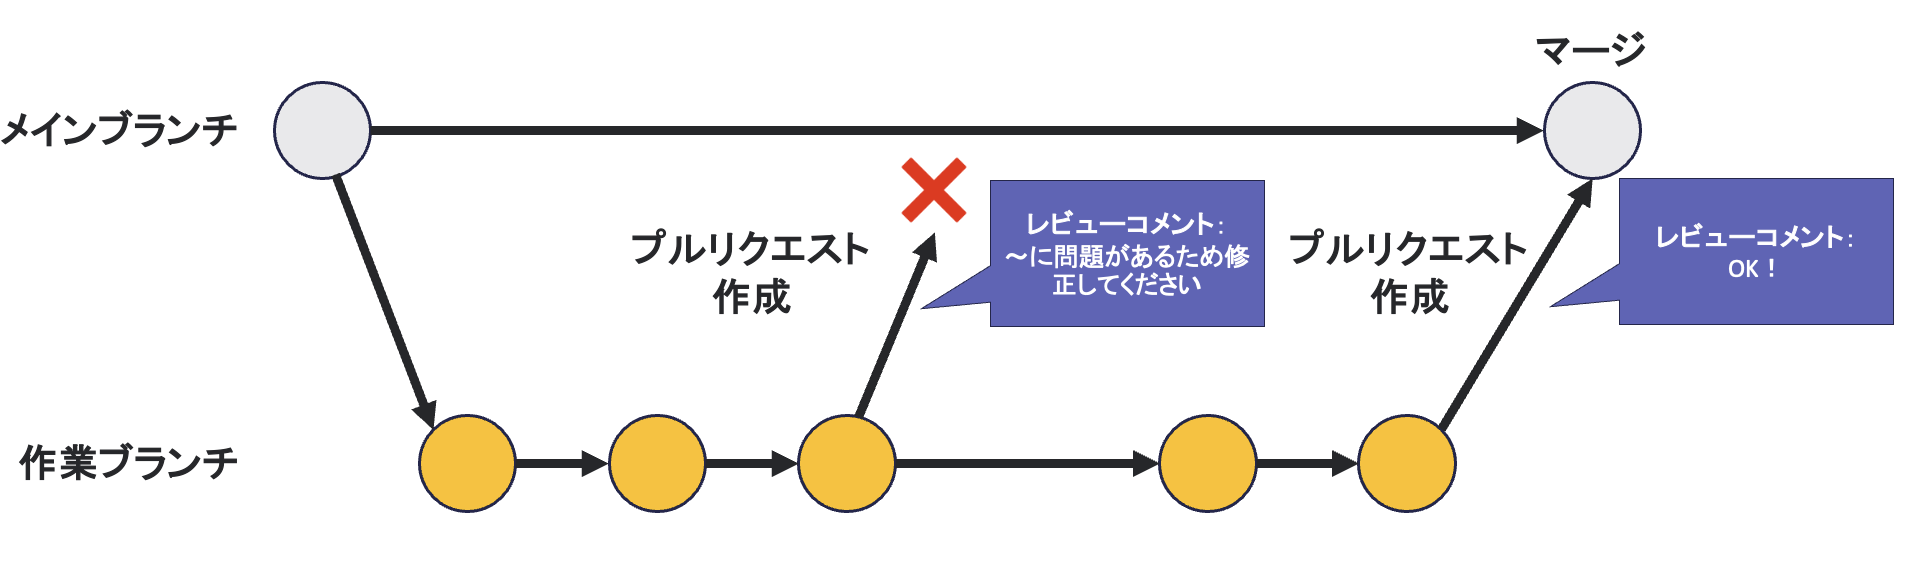 マージ
メインブランチ
プルリクエスト
作成
レビューコメント：
～に問題があるため修
正してください
プルリクエスト
作成
レビューコメント：
OK！
作業ブランチ